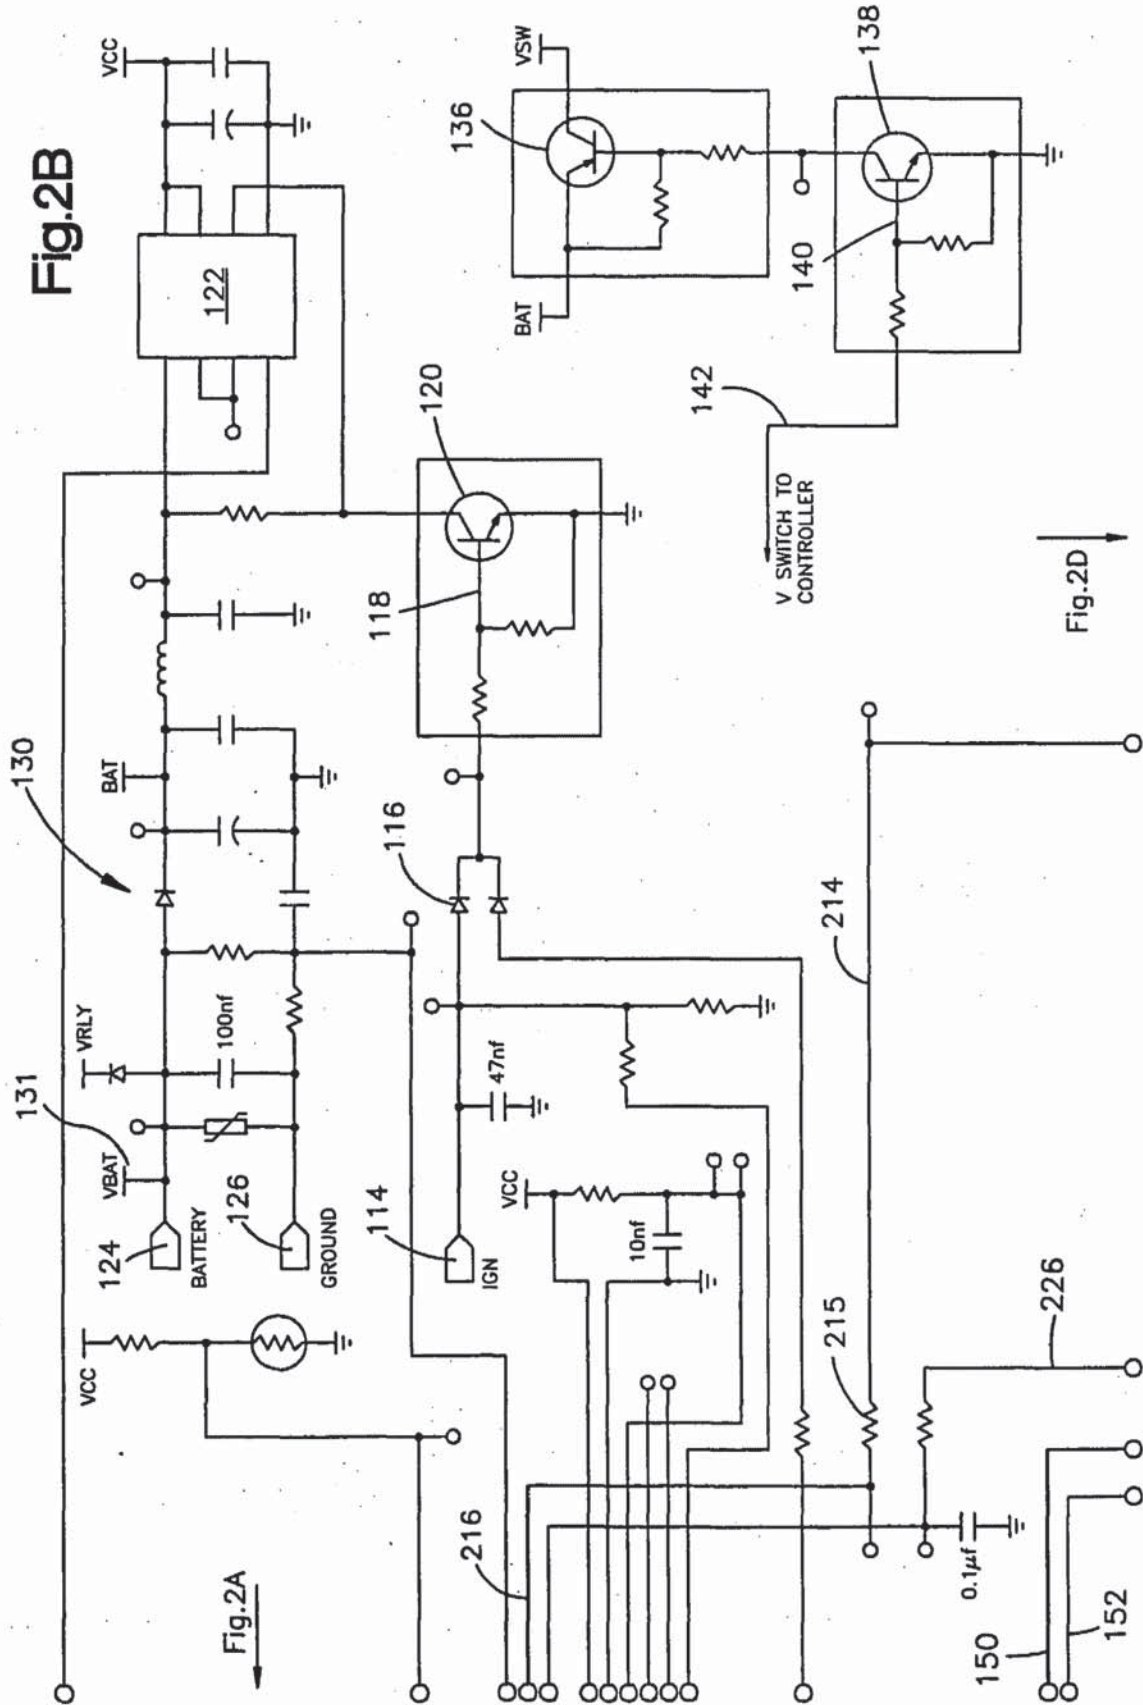 Fig.2B
VCC
122
VSW
136
138
140
BAT
142
V SWITCH TO
CONTROLLER
Fig.2D
120
118
130
BAT
116
214
VRLY
131
100nf
VBAT
47nf
124
BATTERY
126
GROUND
114
IGN
VCC
10nf
VCC
215
226
216
0.1µf
Fig.2A
150
152